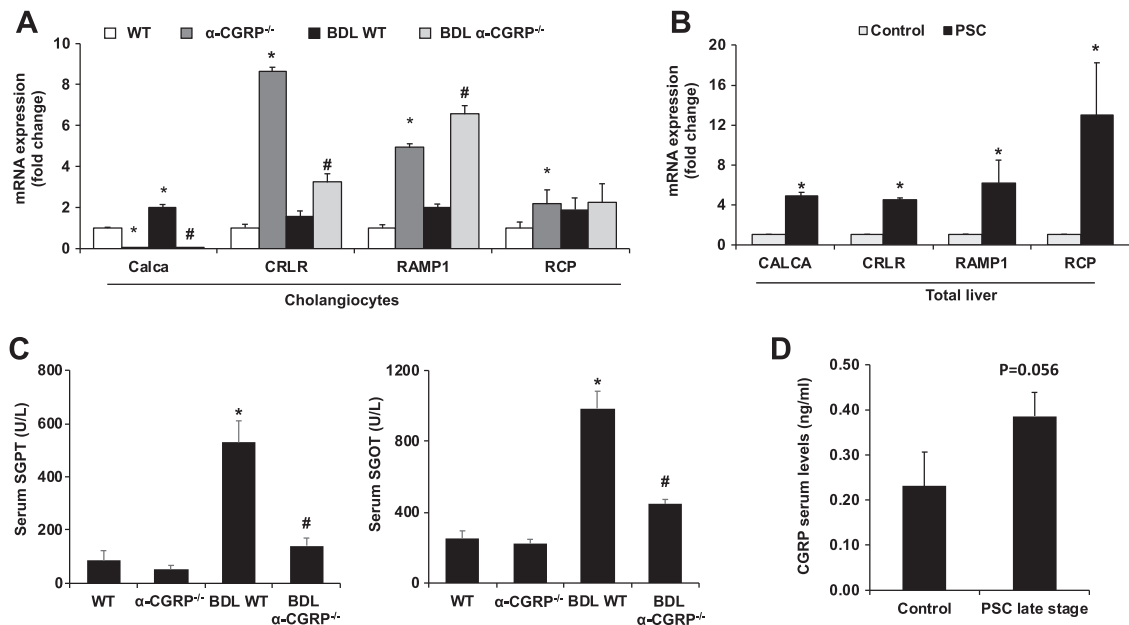 A
WT α-CGRP-/- BDL WT BDL α-CGRP-/-
mRNA expression
(fold change)
10
8
6
4
2
0
* * # * # * * # *
Calca CRLR RAMP1 RCP
Cholangiocytes
B
Control PSC
mRNA expression
(fold change)
20
16
12
8
4
0
* * * *
CALCA CRLR RAMP1 RCP
Total liver
C
Serum SGPT (U/L)
800
600
400
200
0
* #
WT α-CGRP-/- BDL WT BDL
α-CGRP-/-
Serum SGOT (U/L)
1200
800
400
0
* #
WT α-CGRP-/- BDL WT BDL
α-CGRP-/-
D
CGRP serum levels (ng/ml)
0.50
0.40
0.30
0.20
0.10
0.00
P=0.056
Control PSC late stage